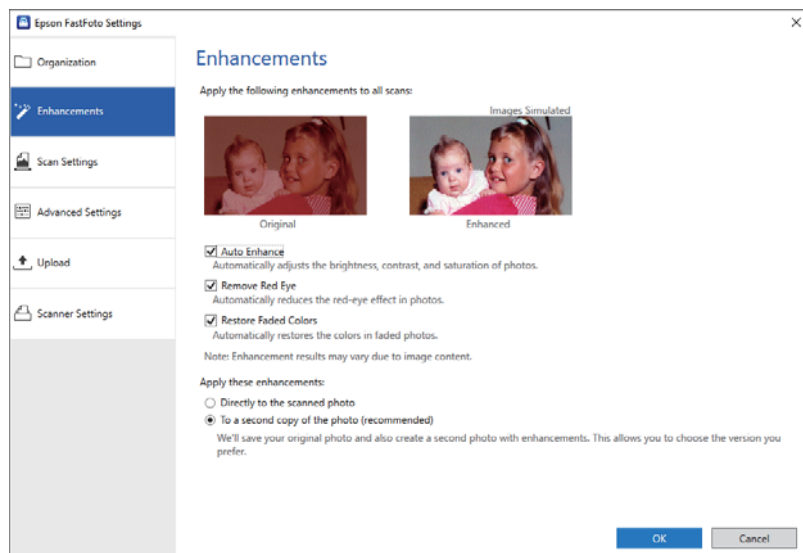 Epson FastFoto Settings
Organization
Enhancements
Scan Settings
Advanced Settings
Upload
Scanner Settings
Enhancements
Apply the following enhancements to all scans:
Images Simulated
Original
Enhanced
Auto Enhance
Automatically adjusts the brightness, contrast, and saturation of photos.
Remove Red Eye
Automatically reduces the red-eye effect in photos.
Restore Faded Colors
Automatically restores the colors in faded photos.
Note: Enhancement results may vary due to image content.
Apply these enhancements:
Directly to the scanned photo
To a second copy of the photo (recommended)
We'll save your original photo and also create a second photo with enhancements. This allows you to choose the version you
prefer.
OK
Cancel